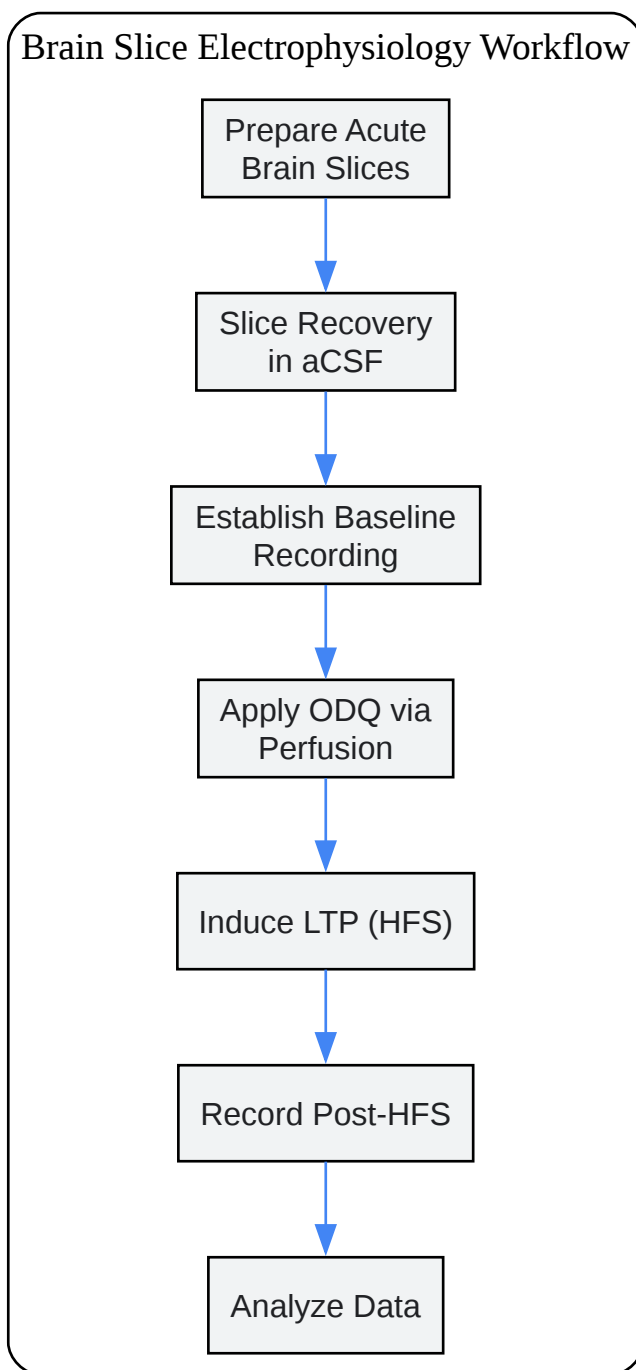 Brain Slice Electrophysiology Workflow
Prepare Acute
Brain Slices
Slice Recovery
in aCSF
Establish Baseline
Recording
Apply ODQ via
Perfusion
Induce LTP (HFS)
Record Post-HFS
Analyze Data